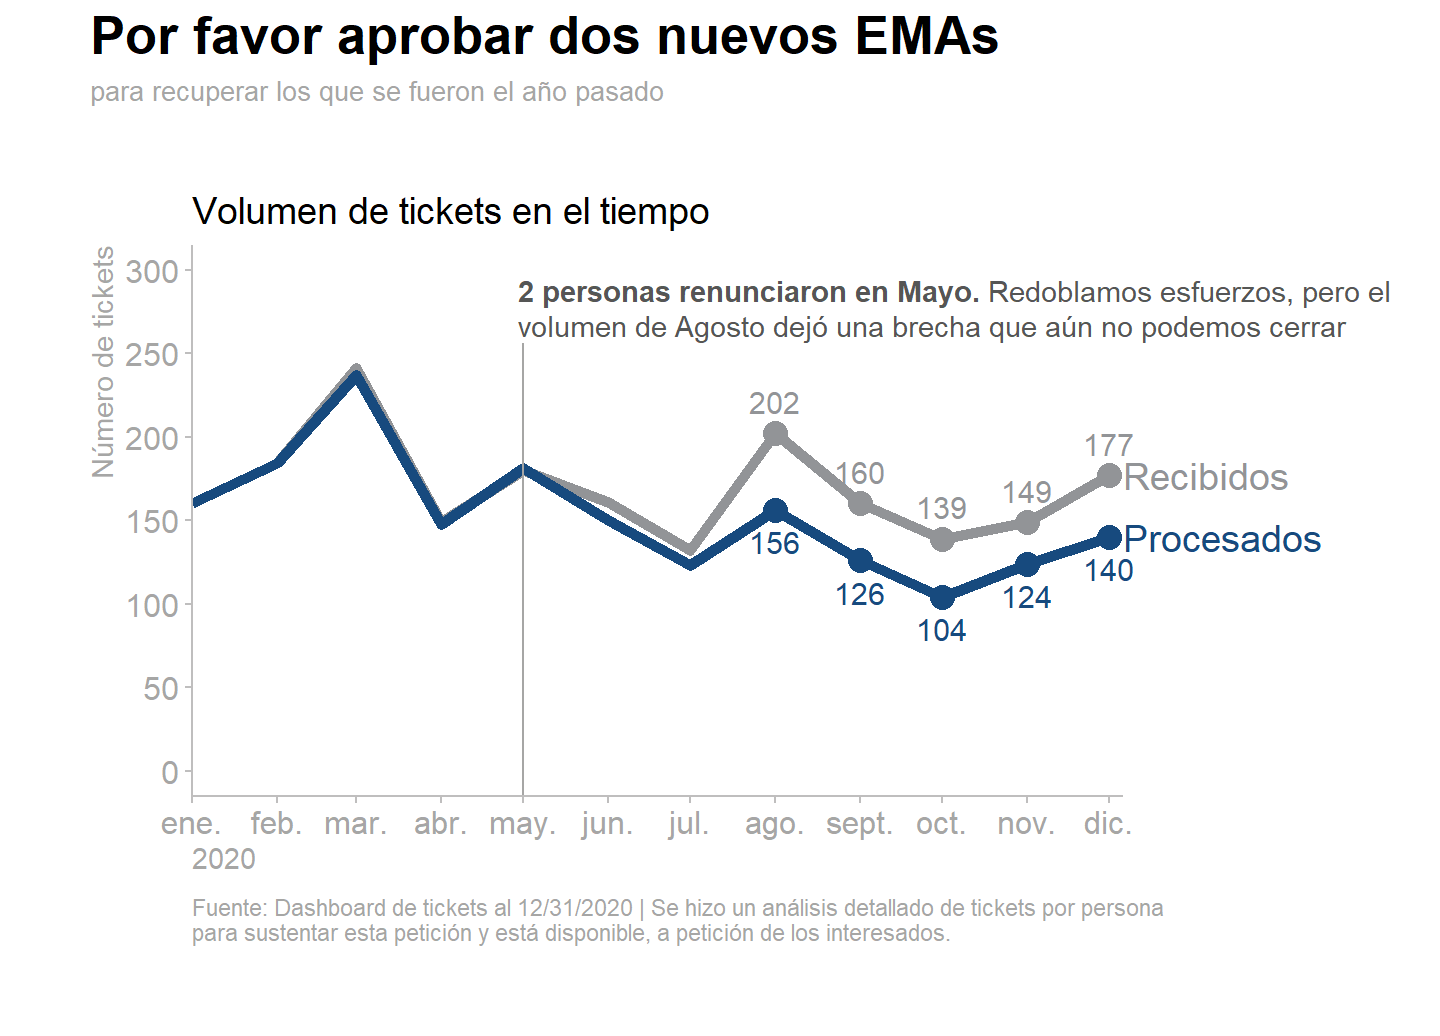 Por favor aprobar dos nuevos EMAs
para recuperar los que se fueron el año pasado
Volumen de tickets en el tiempo
Número de tickets
300
250
200
150
100
50
0
2 personas renunciaron en Mayo. Redoblamos esfuerzos, pero el
volumen de Agosto dejó una brecha que aún no podemos cerrar
202
160
139
149
177
Recibidos
156
126
104
124
140
Procesados
ene. feb. mar. abr. may. jun. jul. ago. sept. oct. nov. dic.
2020
Fuente: Dashboard de tickets al 12/31/2020 | Se hizo un análisis detallado de tickets por persona
para sustentar esta petición y está disponible, a petición de los interesados.